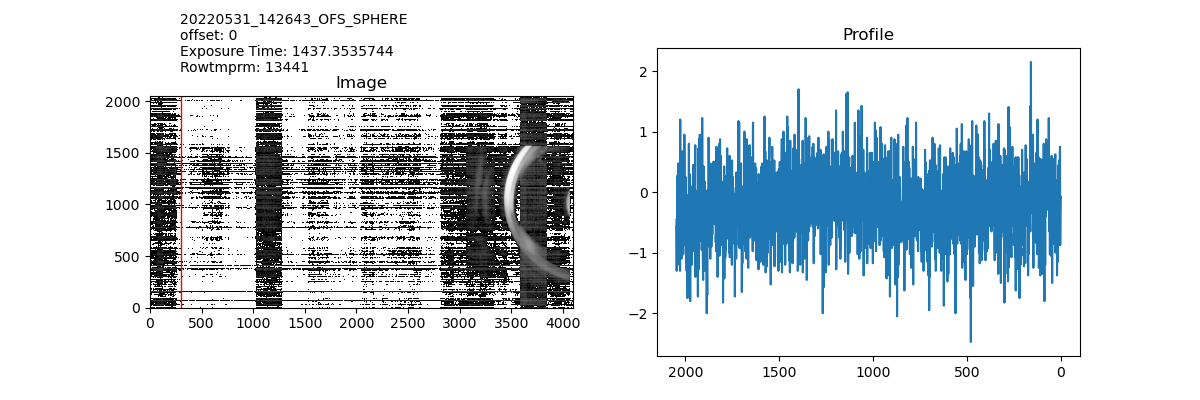 20220531_142643_OFS_SPHERE
offset: 0
Exposure Time: 1437.3535744
Rowtmprm: 13441
Image
2000
1500
1000
500
0
0 500 1000 1500 2000 2500 3000 3500 4000
Profile
2
1
0
−1
−2
2000 1500 1000 500 0